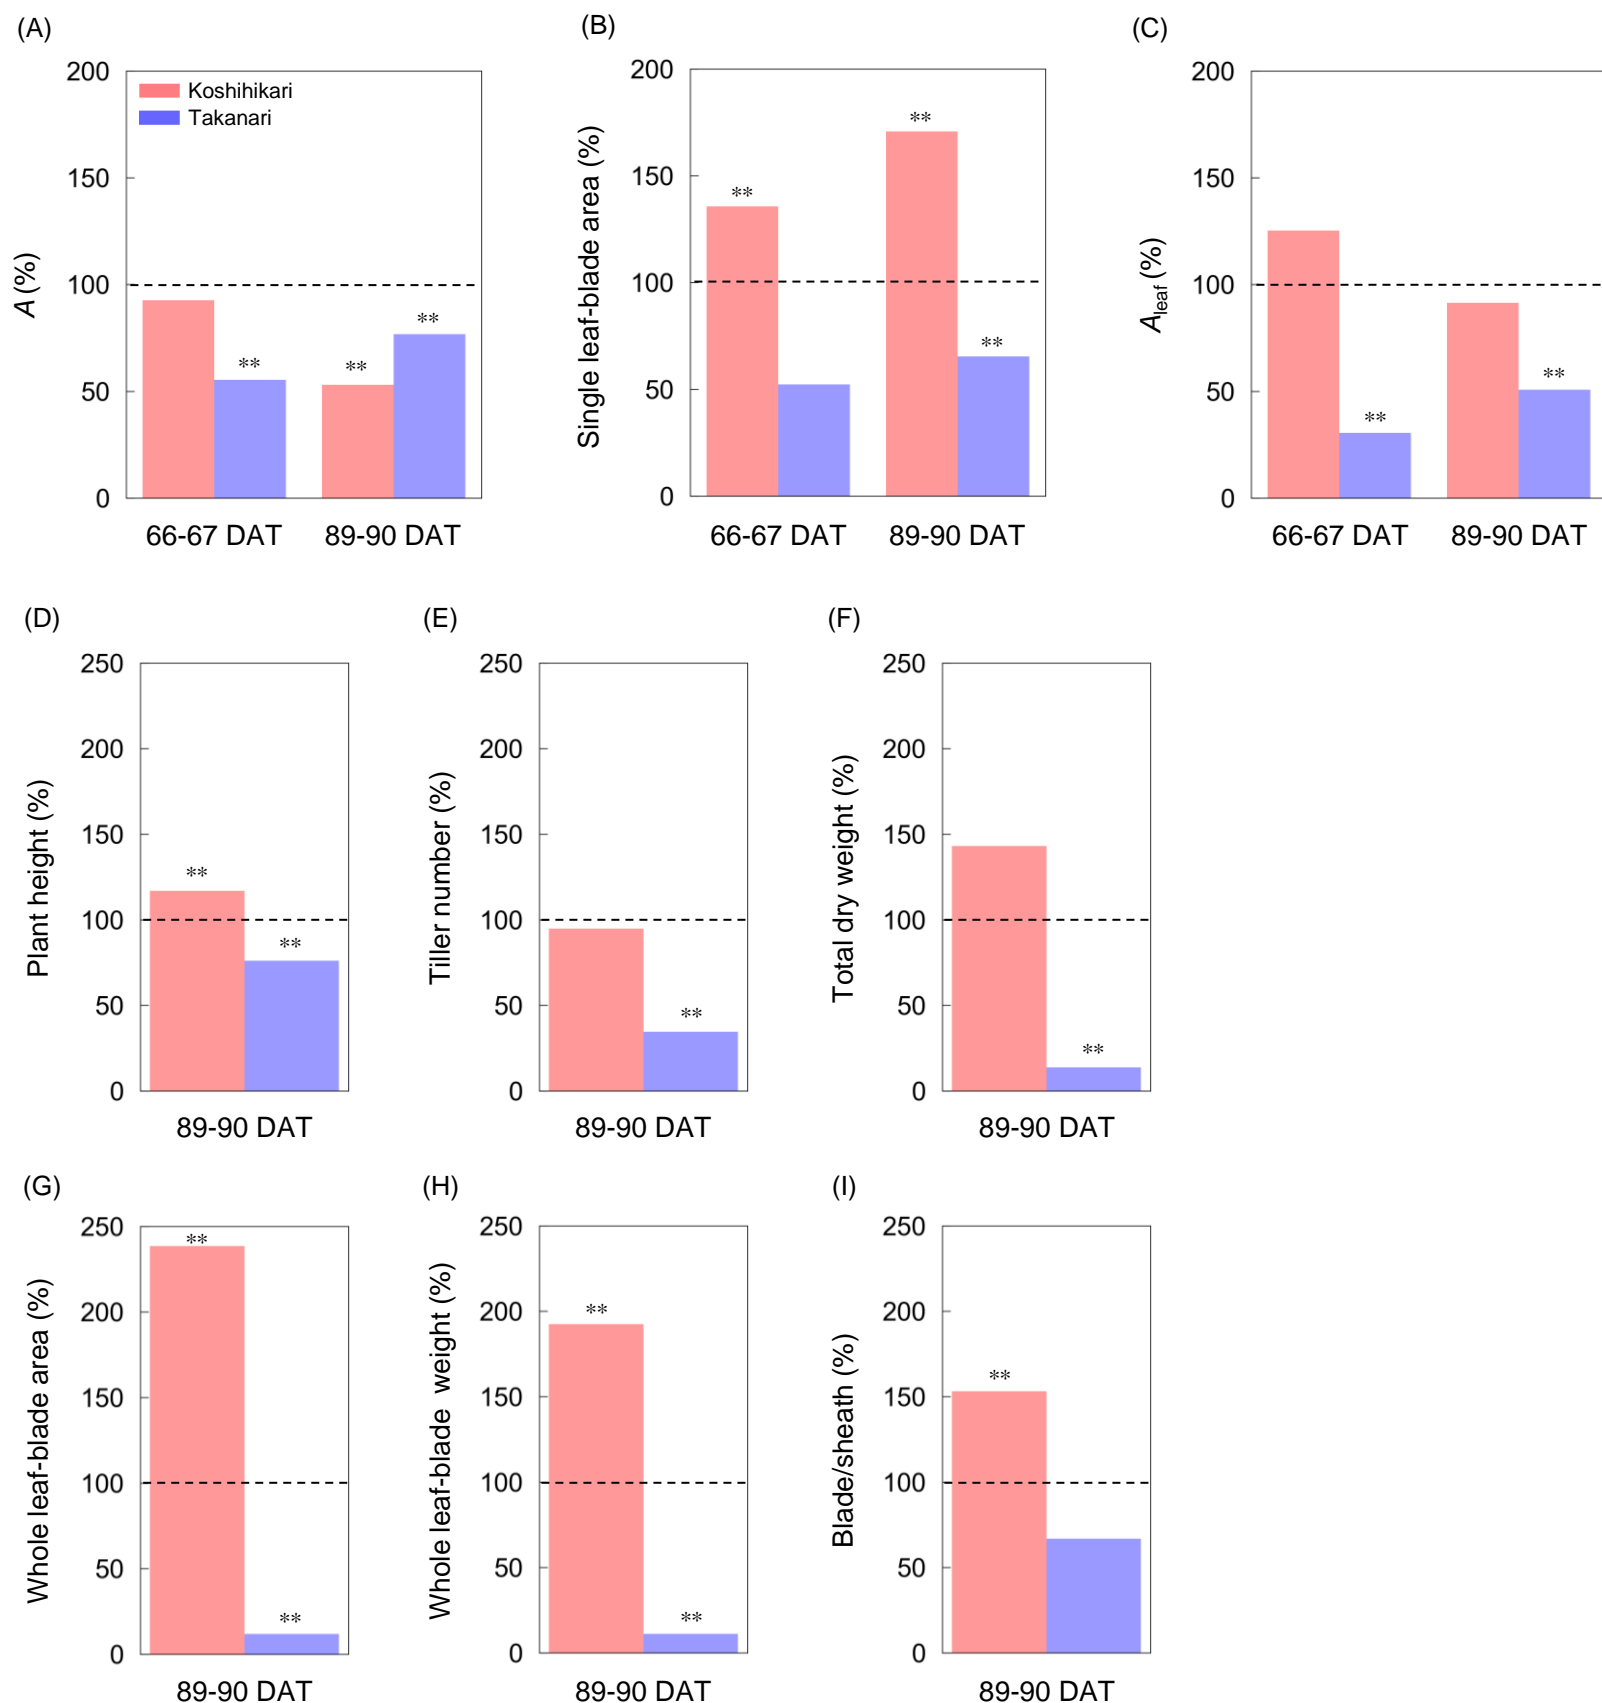 (A)
(B)
(C)
200
150
100
50
0
A (%)
Koshihikari
Takanari
**
**
**
66-67 DAT
89-90 DAT
200
150
100
50
0
Single leaf-blade area (%)
**
**
**
66-67 DAT
89-90 DAT
200
150
100
50
0
Aleaf (%)
**
**
66-67 DAT
89-90 DAT
(D)
(E)
(F)
250
200
150
100
50
0
Plant height (%)
**
**
89-90 DAT
250
200
150
100
50
0
Tiller number (%)
**
89-90 DAT
250
200
150
100
50
0
Total dry weight (%)
**
89-90 DAT
(G)
(H)
(I)
250
200
150
100
50
0
Whole leaf-blade area (%)
**
**
89-90 DAT
250
200
150
100
50
0
Whole leaf-blade weight (%)
**
**
89-90 DAT
250
200
150
100
50
0
Blade/sheath (%)
**
89-90 DAT